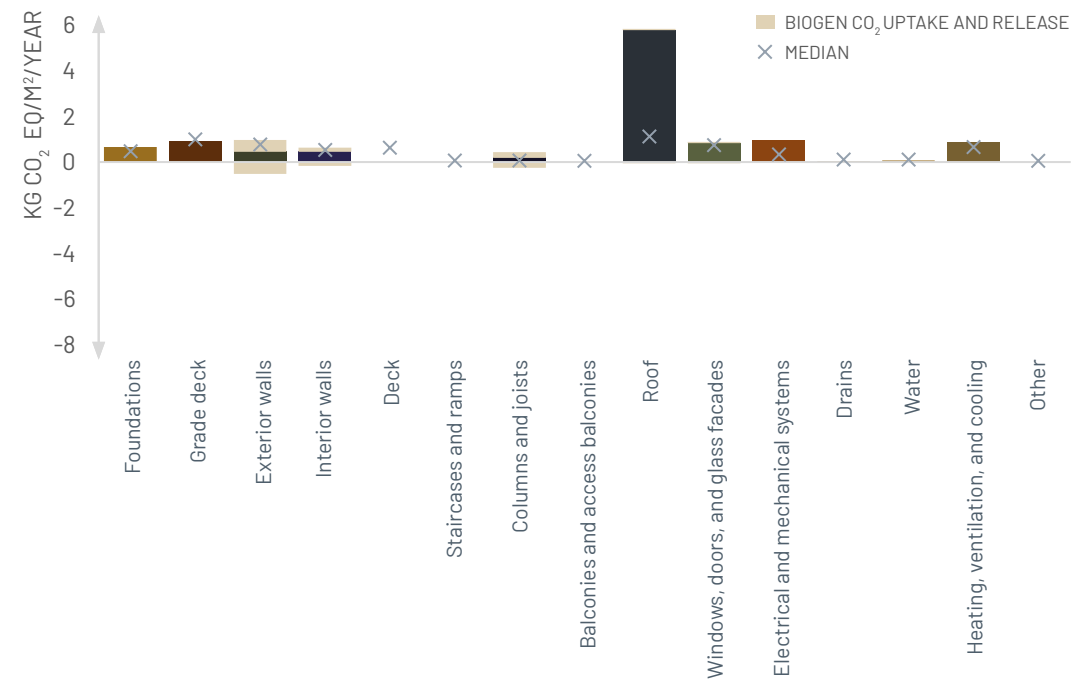 KG CO₂ EQ/M²/YEAR
6
4
2
0
-2
-4
-6
-8
BIOGEN CO₂ UPTAKE AND RELEASE
MEDIAN
Foundations
Grade deck
Exterior walls
Interior walls
Deck
Staircases and ramps
Columns and joists
Balconies and access balconies
Roof
Windows, doors, and glass facades
Electrical and mechanical systems
Drains
Water
Heating, ventilation, and cooling
Other